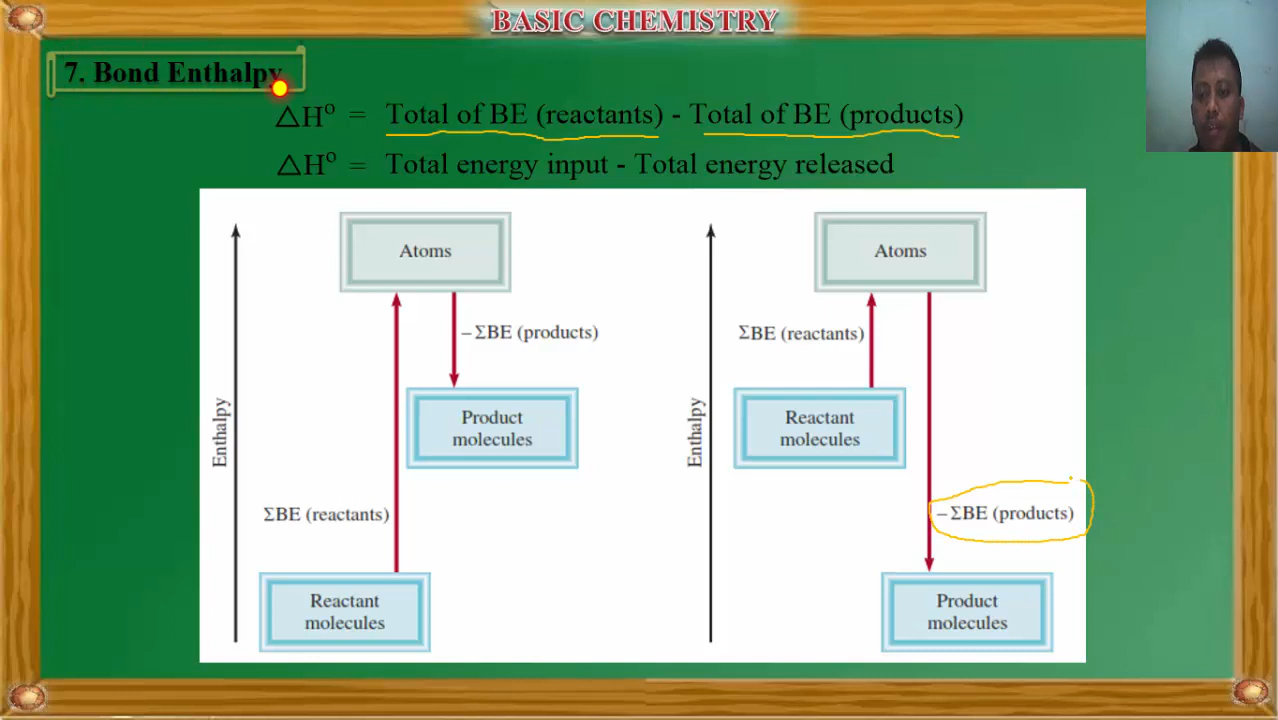 BASIC CHEMISTRY
7. Bond Enthalpy
△H° = Total of BE (reactants) - Total of BE (products)
△H° = Total energy input - Total energy released
Enthalpy
Atoms
–ΣBE (products)
Product
molecules
ΣBE (reactants)
Reactant
molecules
Enthalpy
Atoms
ΣBE (reactants)
Reactant
molecules
–ΣBE (products)
Product
molecules